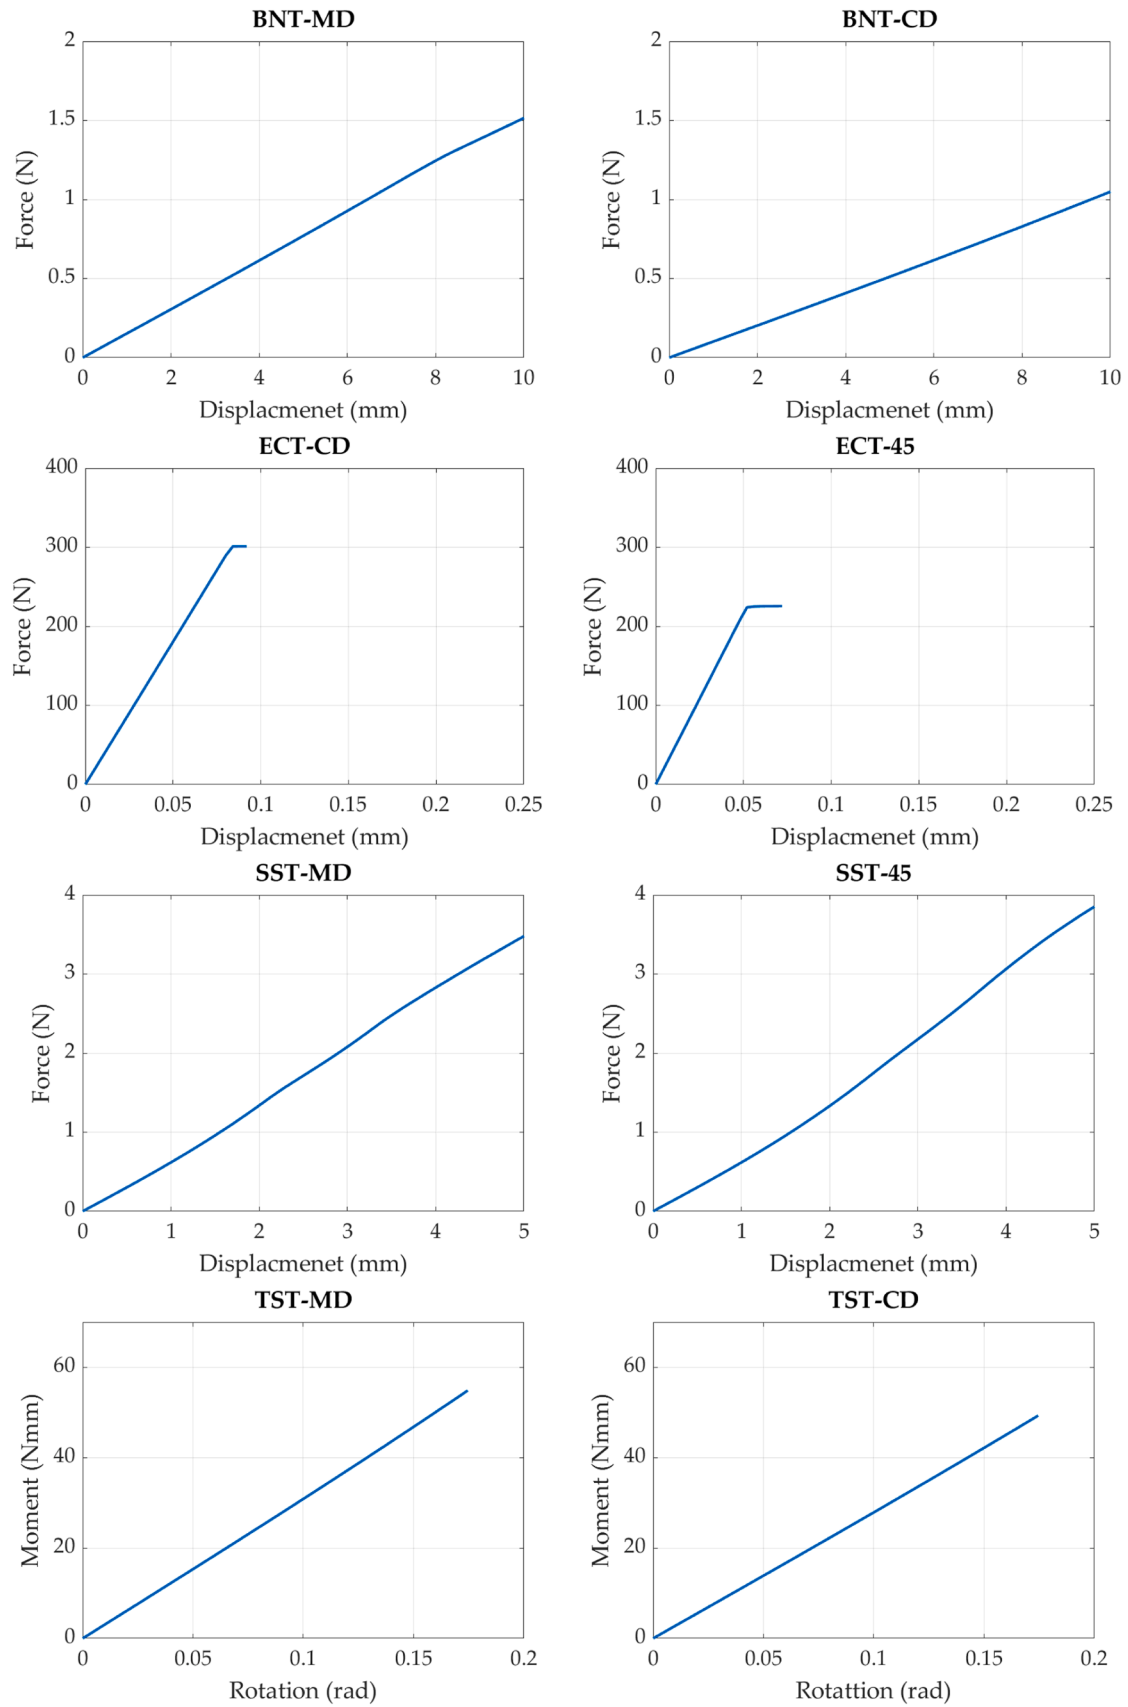 BNT-MD
2
1.5
1
0.5
0
Force (N)
0 2 4 6 8 10
Displacmenet (mm)
BNT-CD
2
1.5
1
0.5
0
Force (N)
0 2 4 6 8 10
Displacmenet (mm)
ECT-CD
400
300
200
100
0
Force (N)
0 0.05 0.1 0.15 0.2 0.25
Displacmenet (mm)
ECT-45
400
300
200
100
0
Force (N)
0 0.05 0.1 0.15 0.2 0.25
Displacmenet (mm)
SST-MD
4
3
2
1
0
Force (N)
0 1 2 3 4 5
Displacmenet (mm)
SST-45
4
3
2
1
0
Force (N)
0 1 2 3 4 5
Displacmenet (mm)
TST-MD
60
40
20
0
Moment (Nmm)
0 0.05 0.1 0.15 0.2
Rotation (rad)
TST-CD
60
40
20
0
Moment (Nmm)
0 0.05 0.1 0.15 0.2
Rotattion (rad)